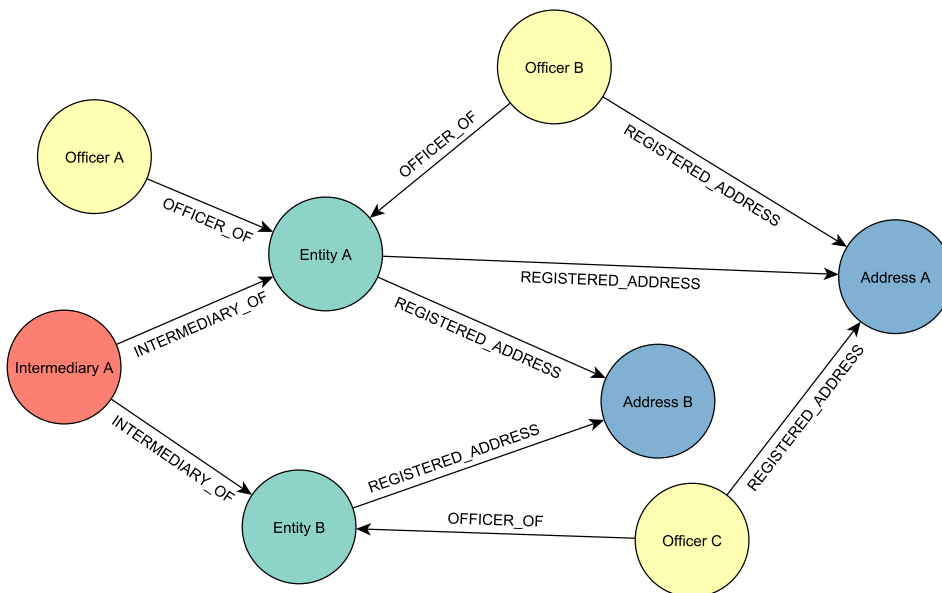 Officer B
Officer A
OFFICER_OF
REGISTERED_ADDRESS
OFFICER_OF
Entity A
REGISTERED_ADDRESS
Address A
INTERMEDIARY_OF
REGISTERED_ADDRESS
Intermediary A
Address B
REGISTERED_ADDRESS
INTERMEDIARY_OF
REGISTERED_ADDRESS
Entity B
OFFICER_OF
Officer C